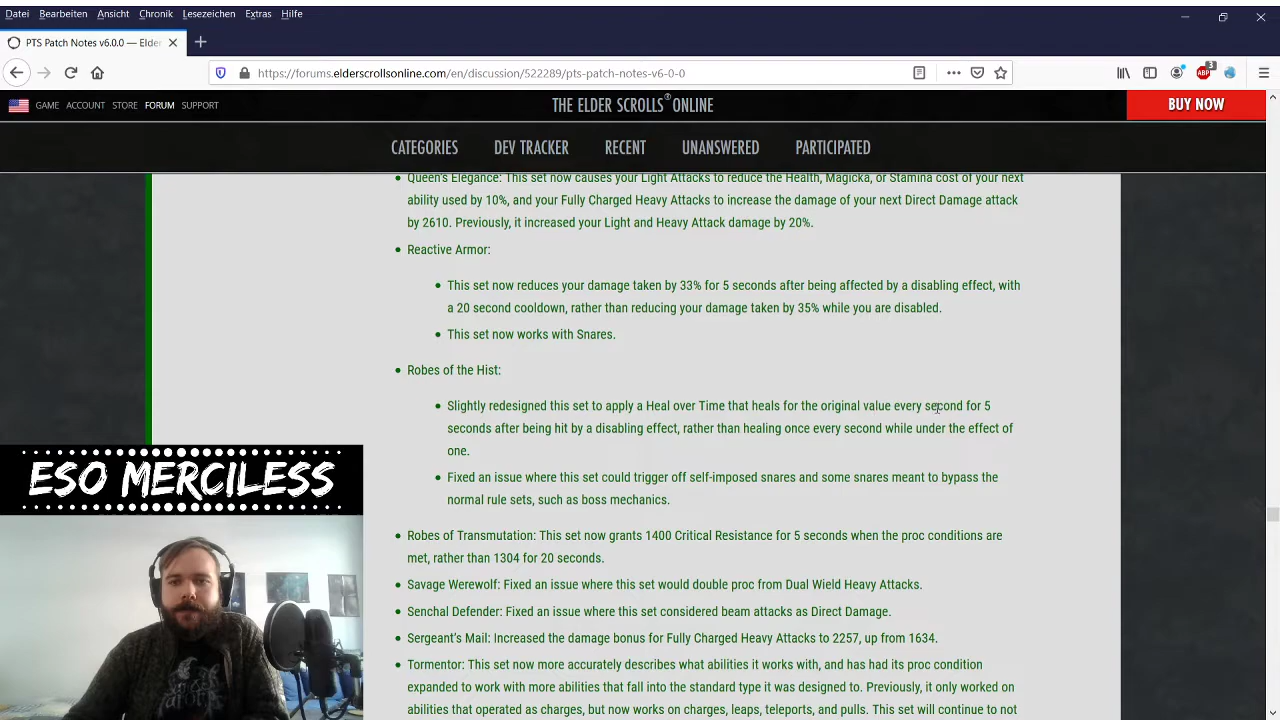 Datei Bearbeiten Ansicht Chronik Lesezeichen Extras Hilfe
PTS Patch Notes v6.0.0 — Elder
https://forums.elderscrollsonline.com/en/discussion/522289/pts-patch-notes-v6-0-0
ABP
3
GAME ACCOUNT STORE FORUM SUPPORT
THE ELDER SCROLLS® ONLINE
BUY NOW
CATEGORIES DEV TRACKER RECENT UNANSWERED PARTICIPATED
• Queen's Elegance: This set now causes your Light Attacks to reduce the Health, Magicka, or Stamina cost of your next
ability used by 10%, and your Fully Charged Heavy Attacks to increase the damage of your next Direct Damage attack
by 2610. Previously, it increased your Light and Heavy Attack damage by 20%.
• Reactive Armor:
• This set now reduces your damage taken by 33% for 5 seconds after being affected by a disabling effect, with
a 20 second cooldown, rather than reducing your damage taken by 35% while you are disabled.
• This set now works with Snares.
• Robes of the Hist:
• Slightly redesigned this set to apply a Heal over Time that heals for the original value every second for 5
seconds after being hit by a disabling effect, rather than healing once every second while under the effect of
one.
• Fixed an issue where this set could trigger off self-imposed snares and some snares meant to bypass the
normal rule sets, such as boss mechanics.
• Robes of Transmutation: This set now grants 1400 Critical Resistance for 5 seconds when the proc conditions are
met, rather than 1304 for 20 seconds.
• Savage Werewolf: Fixed an issue where this set would double proc from Dual Wield Heavy Attacks.
• Senchal Defender: Fixed an issue where this set considered beam attacks as Direct Damage.
• Sergeant's Mail: Increased the damage bonus for Fully Charged Heavy Attacks to 2257, up from 1634.
• Tormentor: This set now more accurately describes what abilities it works with, and has had its proc condition
expanded to work with more abilities that fall into the standard type it was designed to. Previously, it only worked on
abilities that operated as charges, but now works on charges, leaps, teleports, and pulls. This set will continue to not
ESO MERCILESS